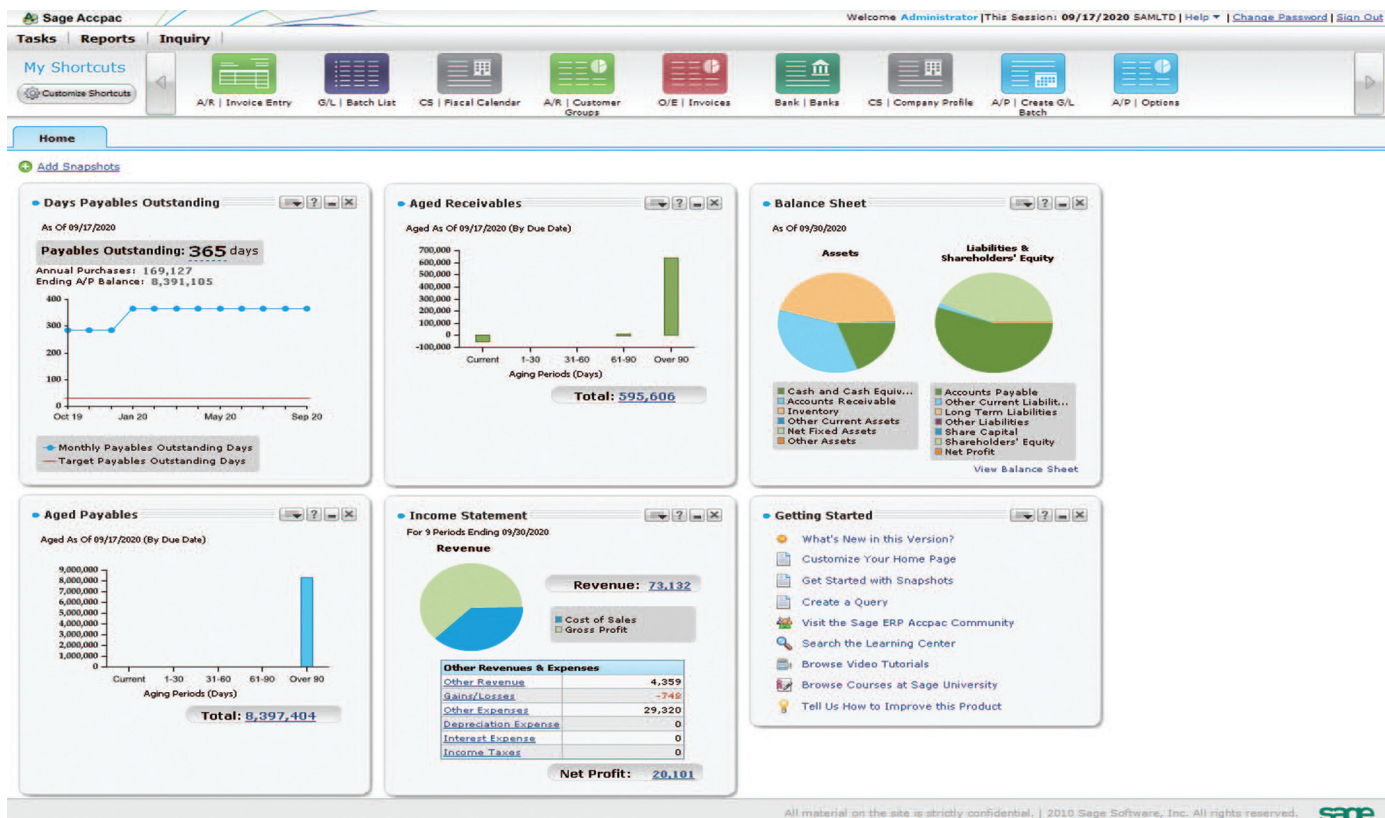 Sage Accpac
Welcome Administrator |This Session: 09/17/2020 SAMLTD | Help | Change Password | Sign Out
Tasks Reports Inquiry
My Shortcuts
Customize Shortcuts
A/R | Invoice Entry
G/L | Batch List
CS | Fiscal Calendar
A/R | Customer Groups
O/E | Invoices
Bank | Banks
CS | Company Profile
A/P | Create G/L Batch
A/P | Options
Home
Add Snapshots
Days Payables Outstanding
As Of 09/17/2020
Payables Outstanding: 365 days
Annual Purchases: 169,127
Ending A/P Balance: 8,391,105
400
300
200
100
0
Oct 19 Jan 20 May 20 Sep 20
Monthly Payables Outstanding Days
Target Payables Outstanding Days
Aged Receivables
Aged As Of 09/17/2020 (By Due Date)
700,000
600,000
500,000
400,000
300,000
200,000
100,000
0
-100,000
Current 1-30 31-60 61-90 Over 90
Aging Periods (Days)
Total: 595,606
Balance Sheet
As Of 09/30/2020
Assets
Cash and Cash Equiv...
Accounts Receivable
Inventory
Other Current Assets
Net Fixed Assets
Other Assets
Liabilities &
Shareholders' Equity
Accounts Payable
Other Current Liabilit...
Long Term Liabilities
Other Liabilities
Share Capital
Shareholders' Equity
Net Profit
View Balance Sheet
Aged Payables
Aged As Of 09/17/2020 (By Due Date)
9,000,000
8,000,000
7,000,000
6,000,000
5,000,000
4,000,000
3,000,000
2,000,000
1,000,000
0
Current 1-30 31-60 61-90 Over 90
Aging Periods (Days)
Total: 8,397,404
Income Statement
For 9 Periods Ending 09/30/2020
Revenue
Revenue: 73,132
Cost of Sales
Gross Profit
Other Revenues & Expenses
Other Revenue 4,359
Gains/Losses
Other Expenses 29,320
Depreciation Expense 0
Interest Expense 0
Income Taxes 0
Net Profit: 20,101
Getting Started
What's New in this Version?
Customize Your Home Page
Get Started with Snapshots
Create a Query
Visit the Sage ERP Accpac Community
Search the Learning Center
Browse Video Tutorials
Browse Courses at Sage University
Tell Us How to Improve this Product
All material on the site is strictly confidential. | 2010 Sage Software, Inc. All rights reserved.
sage